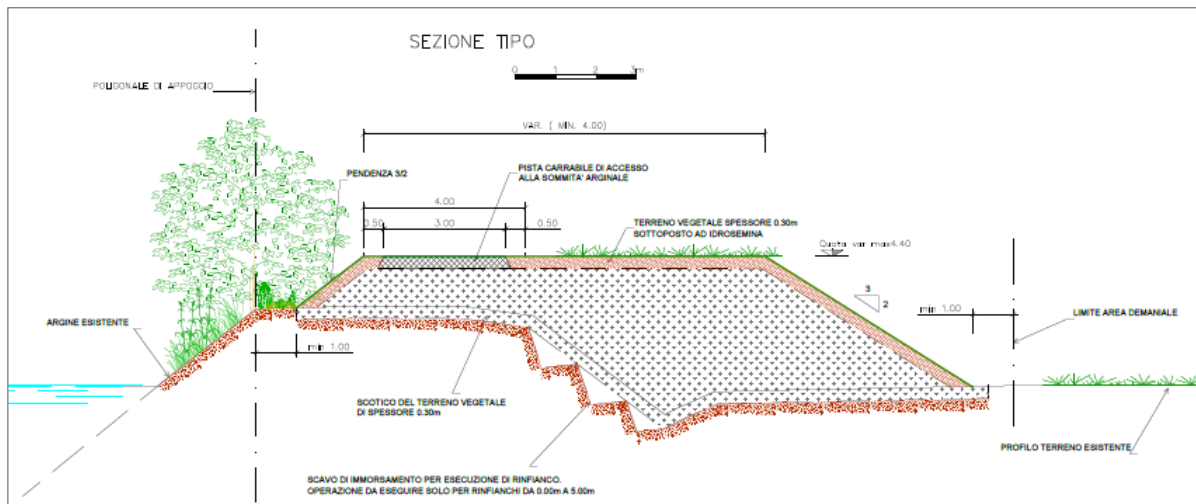 SEZIONE TIPO
0 1 2 3m
POLIGONALE DI APPOGGIO
VAR. ( MIN. 4.00)
PENDENZA 3/2
PISTA CARRABILE DI ACCESSO
ALLA SOMMITA' ARGINALE
4.00
0.50 3.00 0.50
TERRENO VEGETALE SPESSORE 0.30m
SOTTOPOSTO AD IDROSEMINA
Quota var max4.40
3
2
min 1.00
LIMITE AREA DEMANIALE
ARGINE ESISTENTE
min 1.00
SCOTICO DEL TERRENO VEGETALE
DI SPESSORE 0.30m
PROFILO TERRENO ESISTENTE
SCAVO DI IMMORSAMENTO PER ESECUZIONE DI RINFIANCO.
OPERAZIONE DA ESEGUIRE SOLO PER RINFIANCHI DA 0.00m A 5.00m